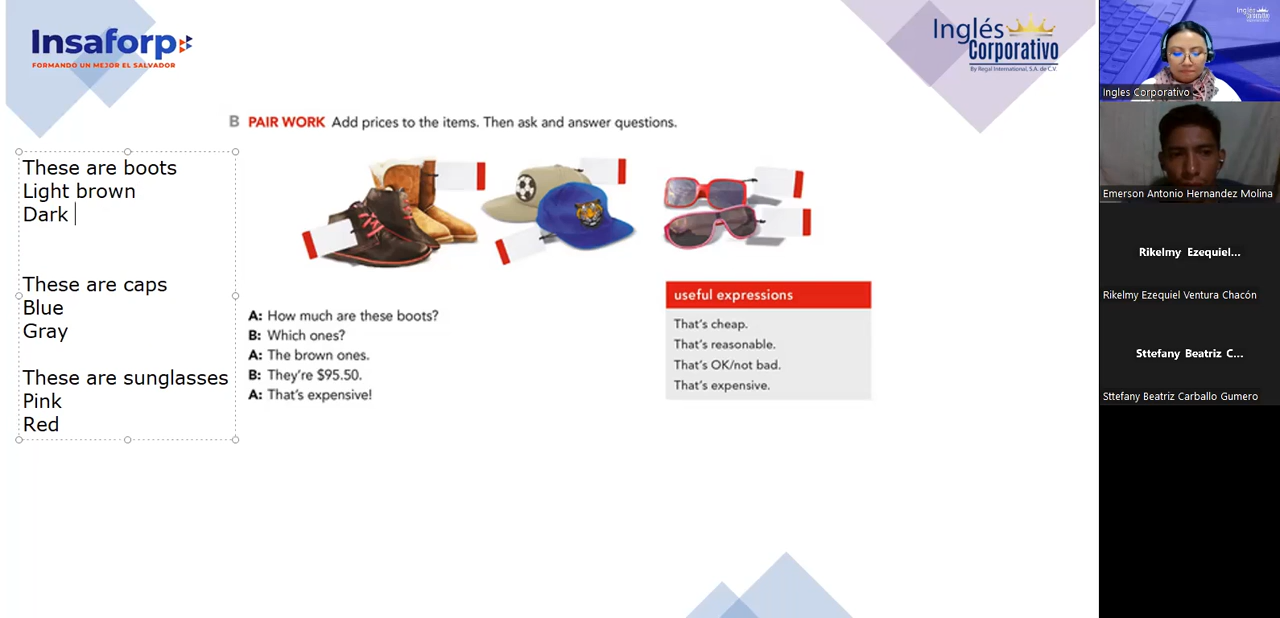 Insaforp
FORMANDO UN MEJOR EL SALVADOR
Inglés
Corporativo
By Regal International, S.A. de C.V.
B PAIR WORK Add prices to the items. Then ask and answer questions.
These are boots
Light brown
Dark
These are caps
Blue
Gray
These are sunglasses
Pink
Red
A: How much are these boots?
B: Which ones?
A: The brown ones.
B: They're $95.50.
A: That's expensive!
useful expressions
That's cheap.
That's reasonable.
That's OK/not bad.
That's expensive.
Inglés
Ingles Corporativo
Emerson Antonio Hernandez Molina
Rikelmy Ezequiel...
Rikelmy Ezequiel Ventura Chacón
Sttefany Beatriz C...
Sttefany Beatriz Carballo Gumero